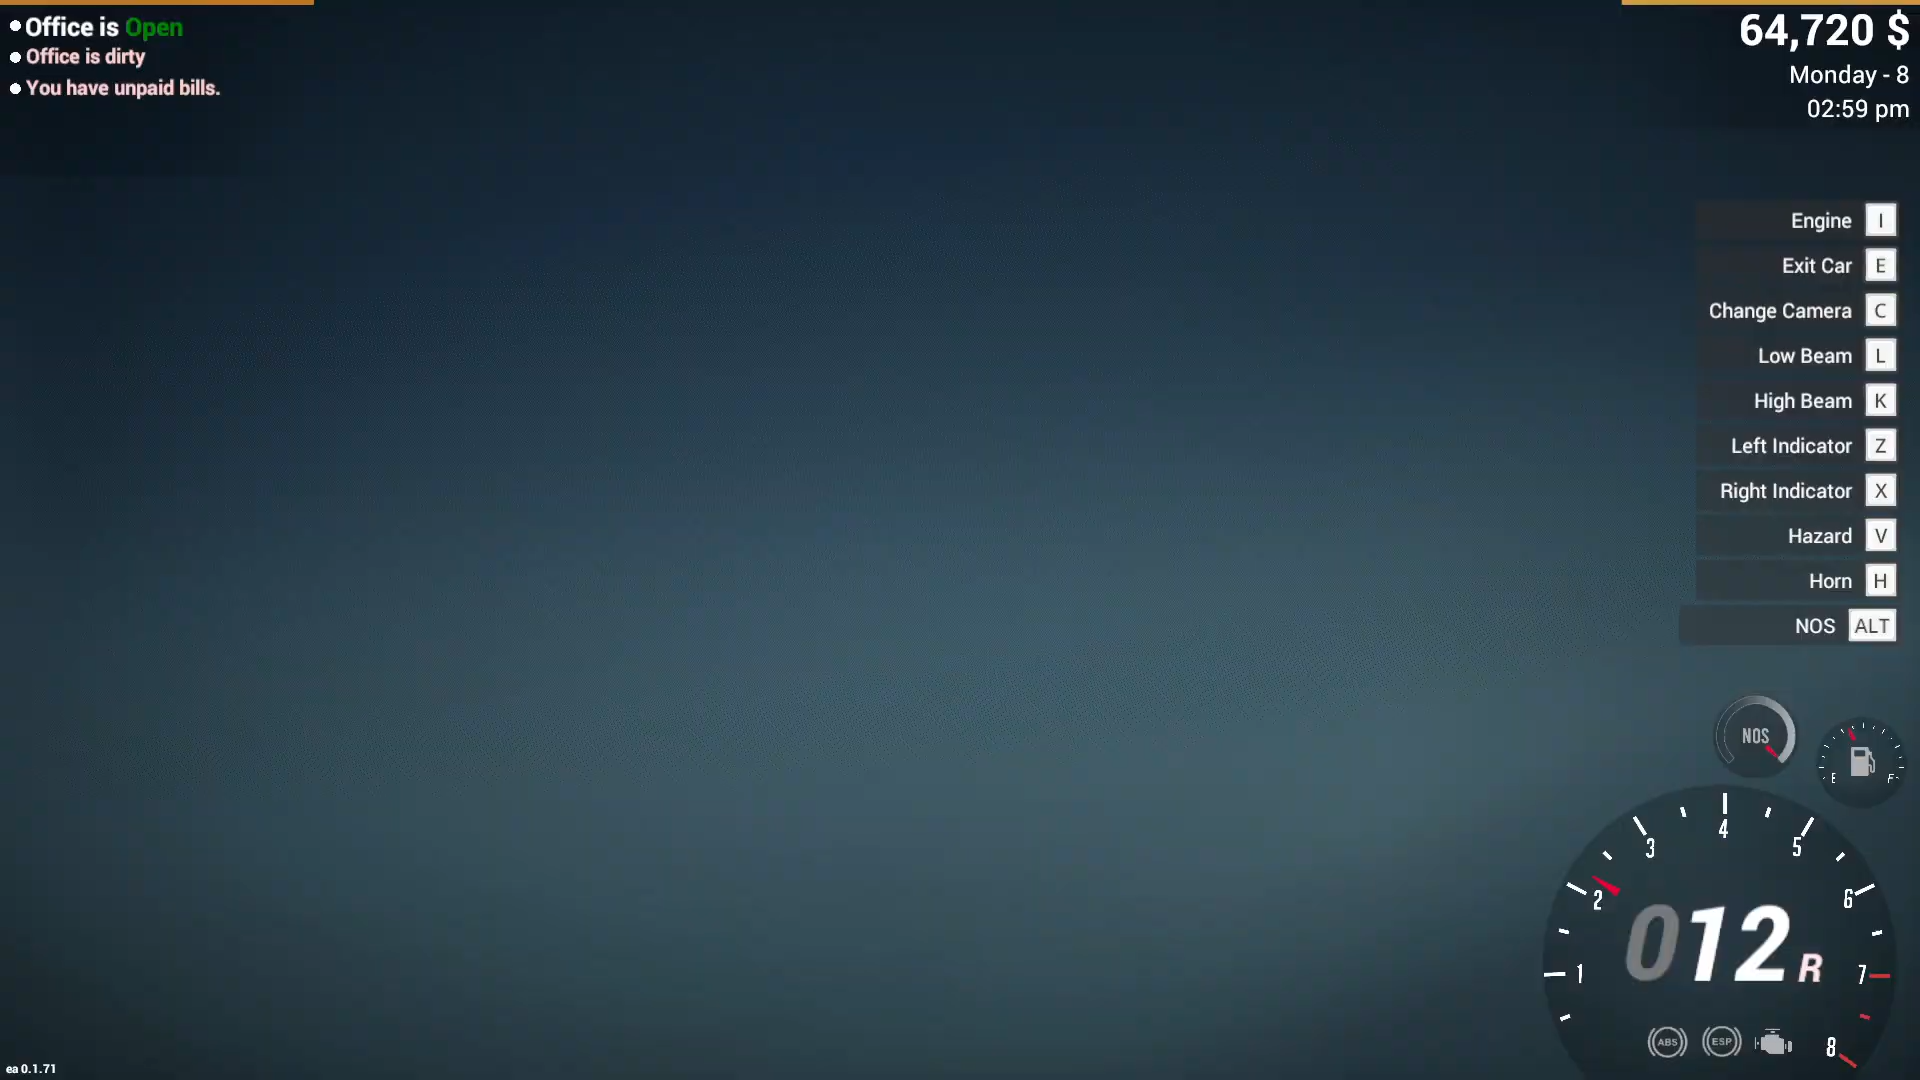 Office is Open
Office is dirty
You have unpaid bills.
64,720 $
Monday - 8
02:59 pm
Engine I
Exit Car E
Change Camera C
Low Beam L
High Beam K
Left Indicator Z
Right Indicator X
Hazard V
Horn H
NOS ALT
NOS
E F
1 2 3 4 5 6 7 8
012 R
ABS ESP
ea 0.1.71